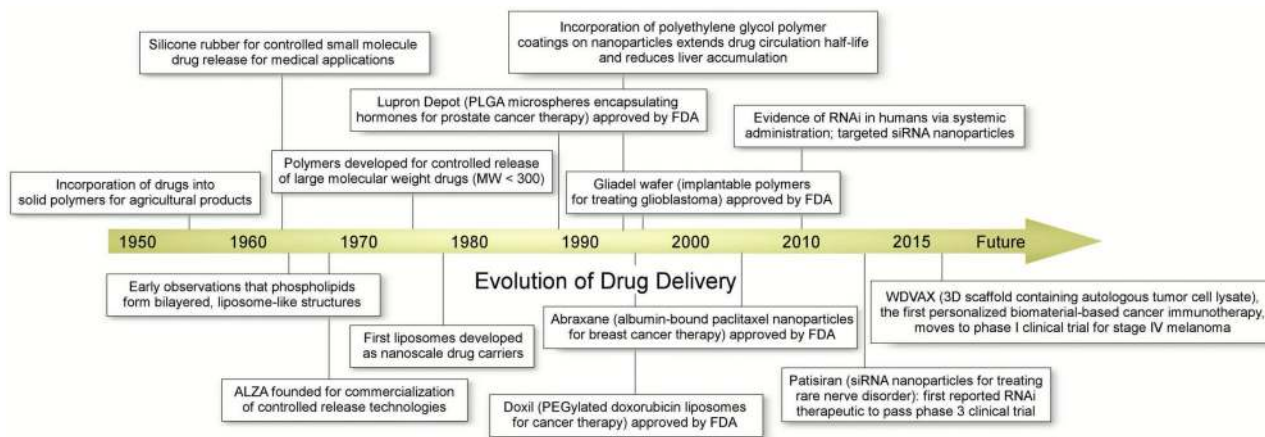 Incorporation of polyethylene glycol polymer
coatings on nanoparticles extends drug circulation half-life
and reduces liver accumulation
Silicone rubber for controlled small molecule
drug release for medical applications
Lupron Depot (PLGA microspheres encapsulating
hormones for prostate cancer therapy) approved by FDA
Evidence of RNAi in humans via systemic
administration; targeted siRNA nanoparticles
Polymers developed for controlled release
of large molecular weight drugs (MW < 300)
Incorporation of drugs into
solid polymers for agricultural products
Gliadel wafer (implantable polymers
for treating glioblastoma) approved by FDA
1950 1960 1970 1980 1990 2000 2010 2015 Future
Evolution of Drug Delivery
Early observations that phospholipids
form bilayered, liposome-like structures
WDVAX (3D scaffold containing autologous tumor cell lysate),
the first personalized biomaterial-based cancer immunotherapy,
moves to phase I clinical trial for stage IV melanoma
Abraxane (albumin-bound paclitaxel nanoparticles
for breast cancer therapy) approved by FDA
First liposomes developed
as nanoscale drug carriers
ALZA founded for commercialization
of controlled release technologies
Patisiran (siRNA nanoparticles for treating
rare nerve disorder): first reported RNAi
therapeutic to pass phase 3 clinical trial
Doxil (PEGylated doxorubicin liposomes
for cancer therapy) approved by FDA